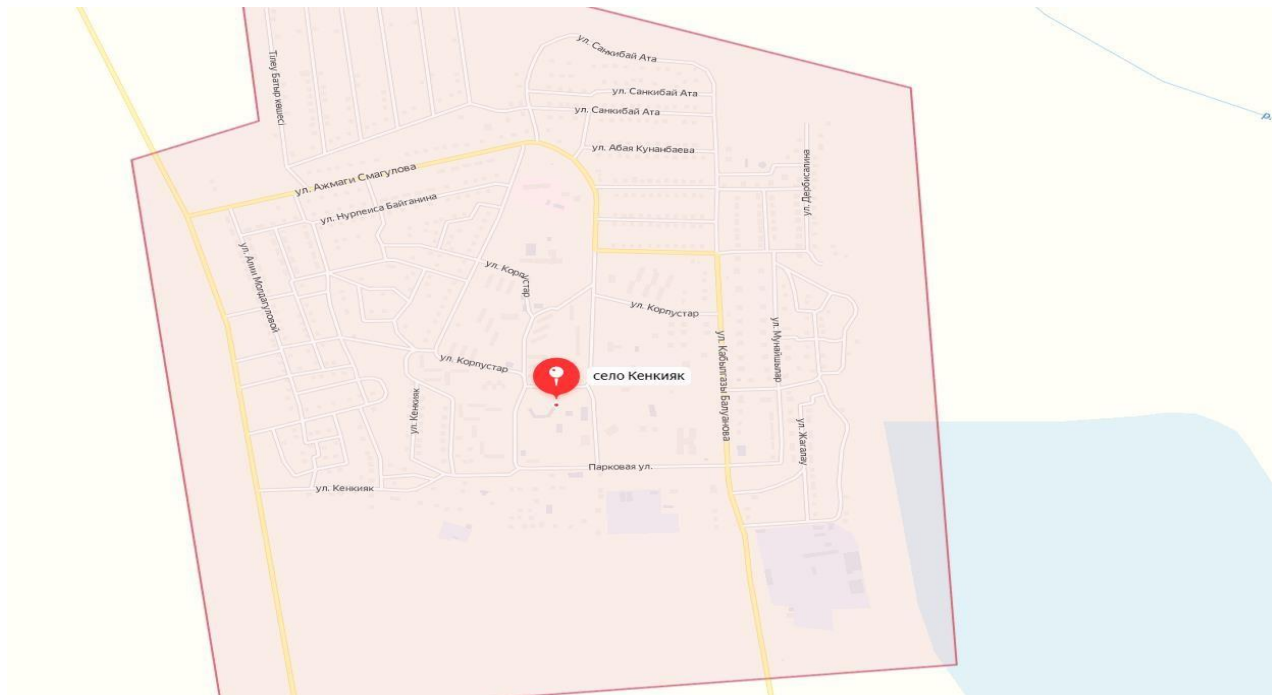 ул. Санкибай Ата
Тілеу Батыр көшесі
ул. Санкибай Ата
ул. Санкибай Ата
р.
ул. Абая Кунанбаева
ул. Ажмаги Смагулова
ул. Дербисалина
ул. Нурпеиса Байганина
ул. Алии Молдагуловой
ул. Корпустар
ул. Корпустар
ул. Мунайшылар
ул. Кабылгазы Балуанова
ул. Корпустар
село Кенкияк
ул. Кенкияк
ул. Жагалау
Парковая ул.
ул. Кенкияк